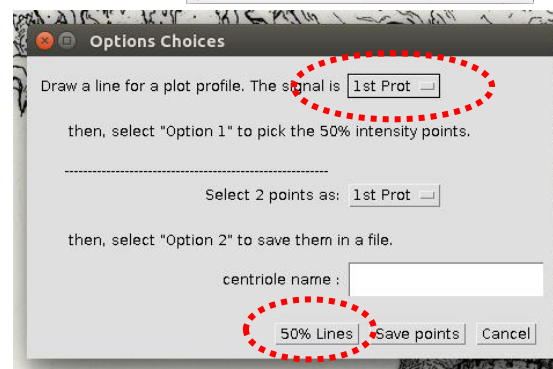 Options Choices
Draw a line for a plot profile. The signal is 1st Prot
then, select "Option 1" to pick the 50% intensity points.
--------------------------------------------------------
Select 2 points as: 1st Prot
then, select "Option 2" to save them in a file.
centriole name :
50% Lines Save points Cancel